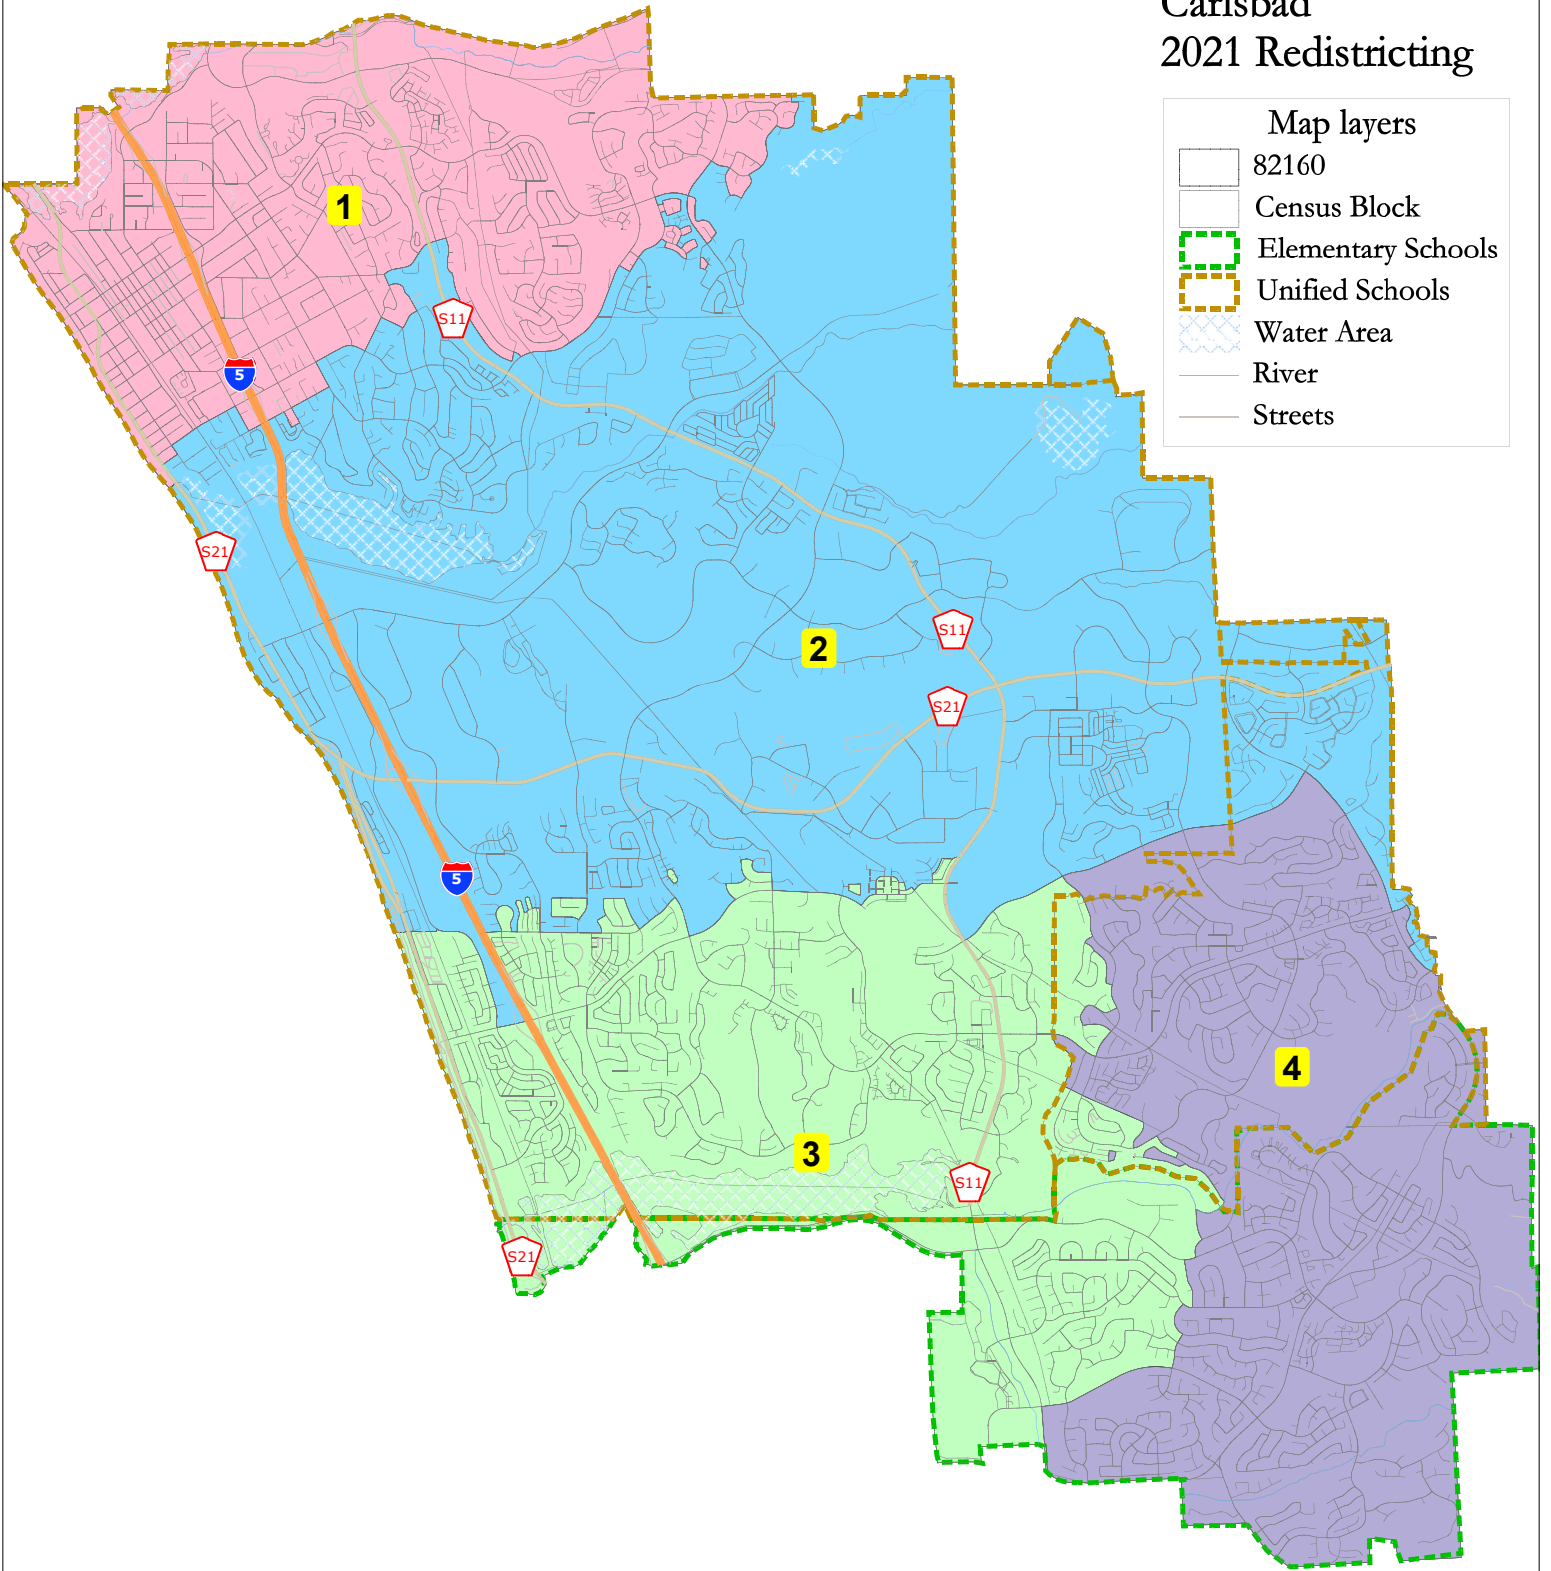 Carlsbad
2021 Redistricting
Map layers
82160
Census Block
Elementary Schools
Unified Schools
Water Area
River
Streets
1
S11
5
S21
S11
2
S21
5
4
3
S11
S21